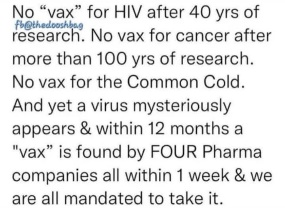 No “vax” for HIV after 40 yrs of
fb@thedooshbag
research. No vax for cancer after
more than 100 yrs of research.
No vax for the Common Cold.
And yet a virus mysteriously
appears & within 12 months a
"vax” is found by FOUR Pharma
companies all within 1 week & we
are all mandated to take it.